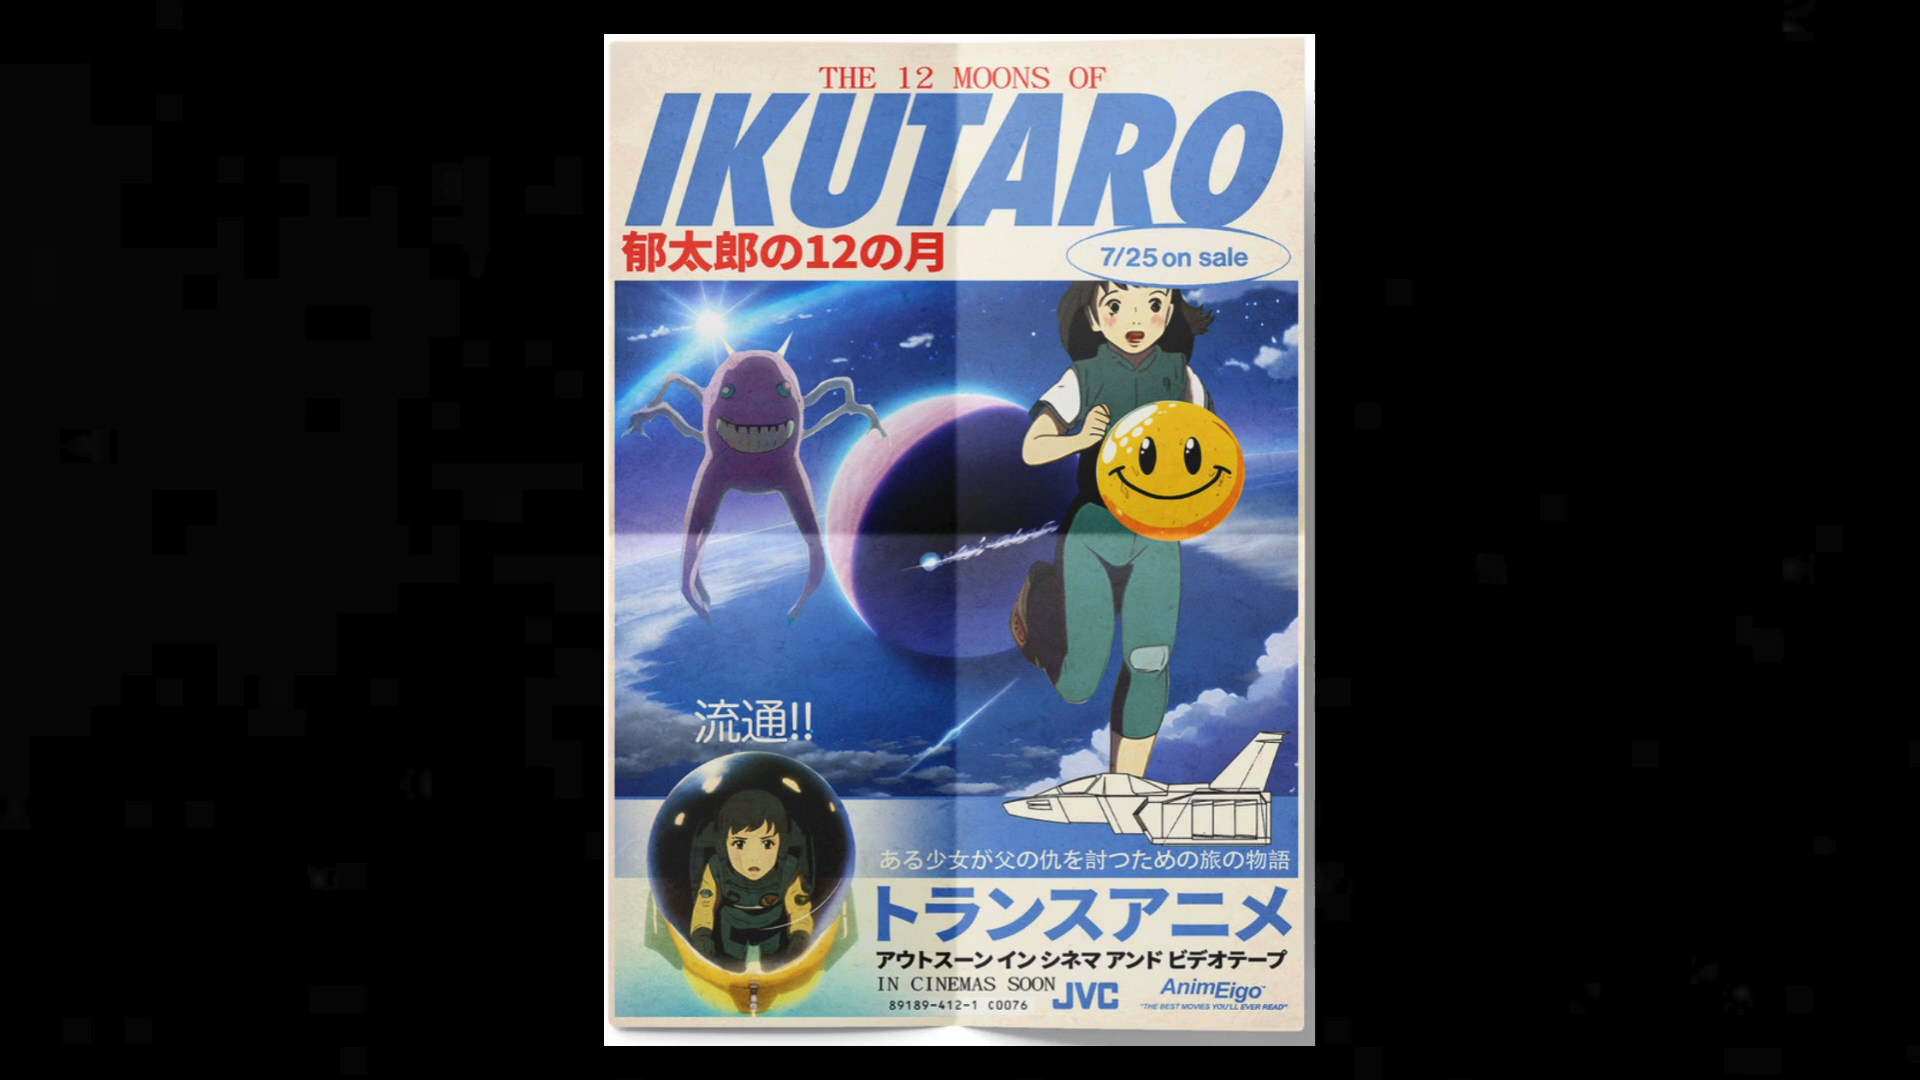 THE 12 MOONS OF
IKUTARO
郁太郎の12の月
7/25 on sale
流通!!
ある少女が父の仇を討つための旅の物語
トランスアニメ
アウトスーン イン シネマ アンド ビデオテープ
IN CINEMAS SOON
JVC
AnimEigo™
89189-412-1 C0076
"THE BEST MOVIES YOU'LL EVER READ"